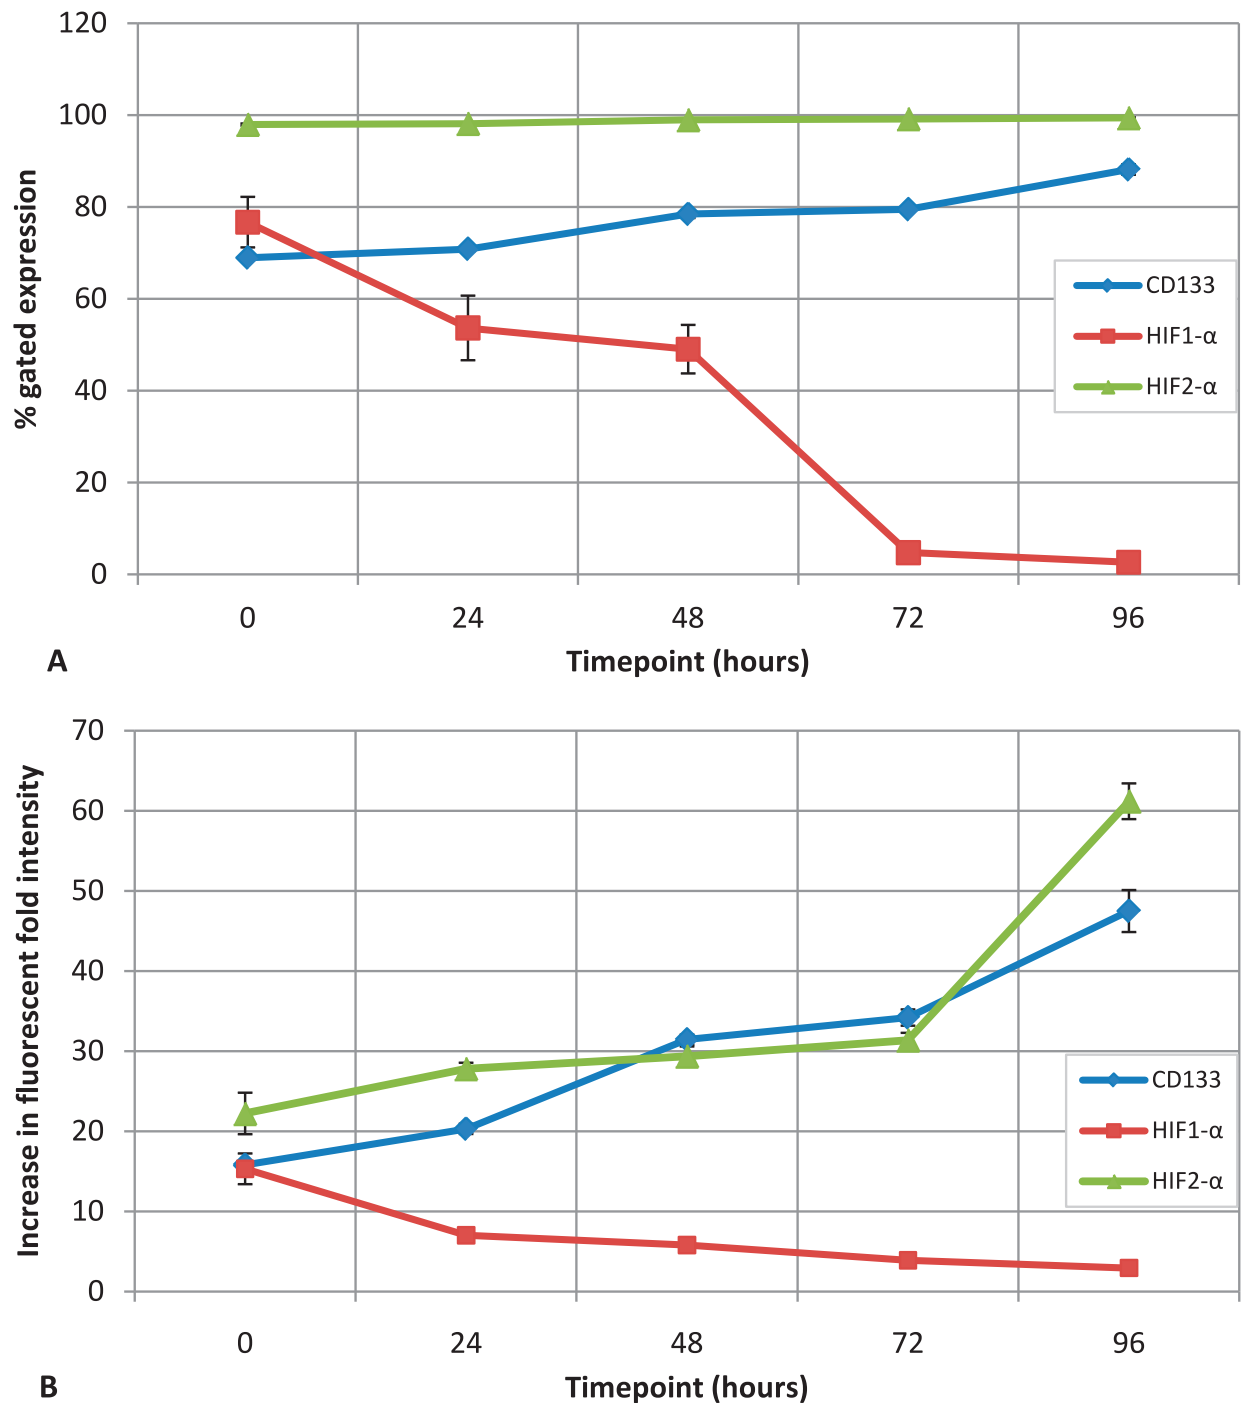 120
100
80
60
40
20
0
% gated expression
CD133
HIF1-α
HIF2-α
0 24 48 72 96
A Timepoint (hours)
70
60
50
40
30
20
10
0
Increase in fluorescent fold intensity
CD133
HIF1-α
HIF2-α
0 24 48 72 96
B Timepoint (hours)